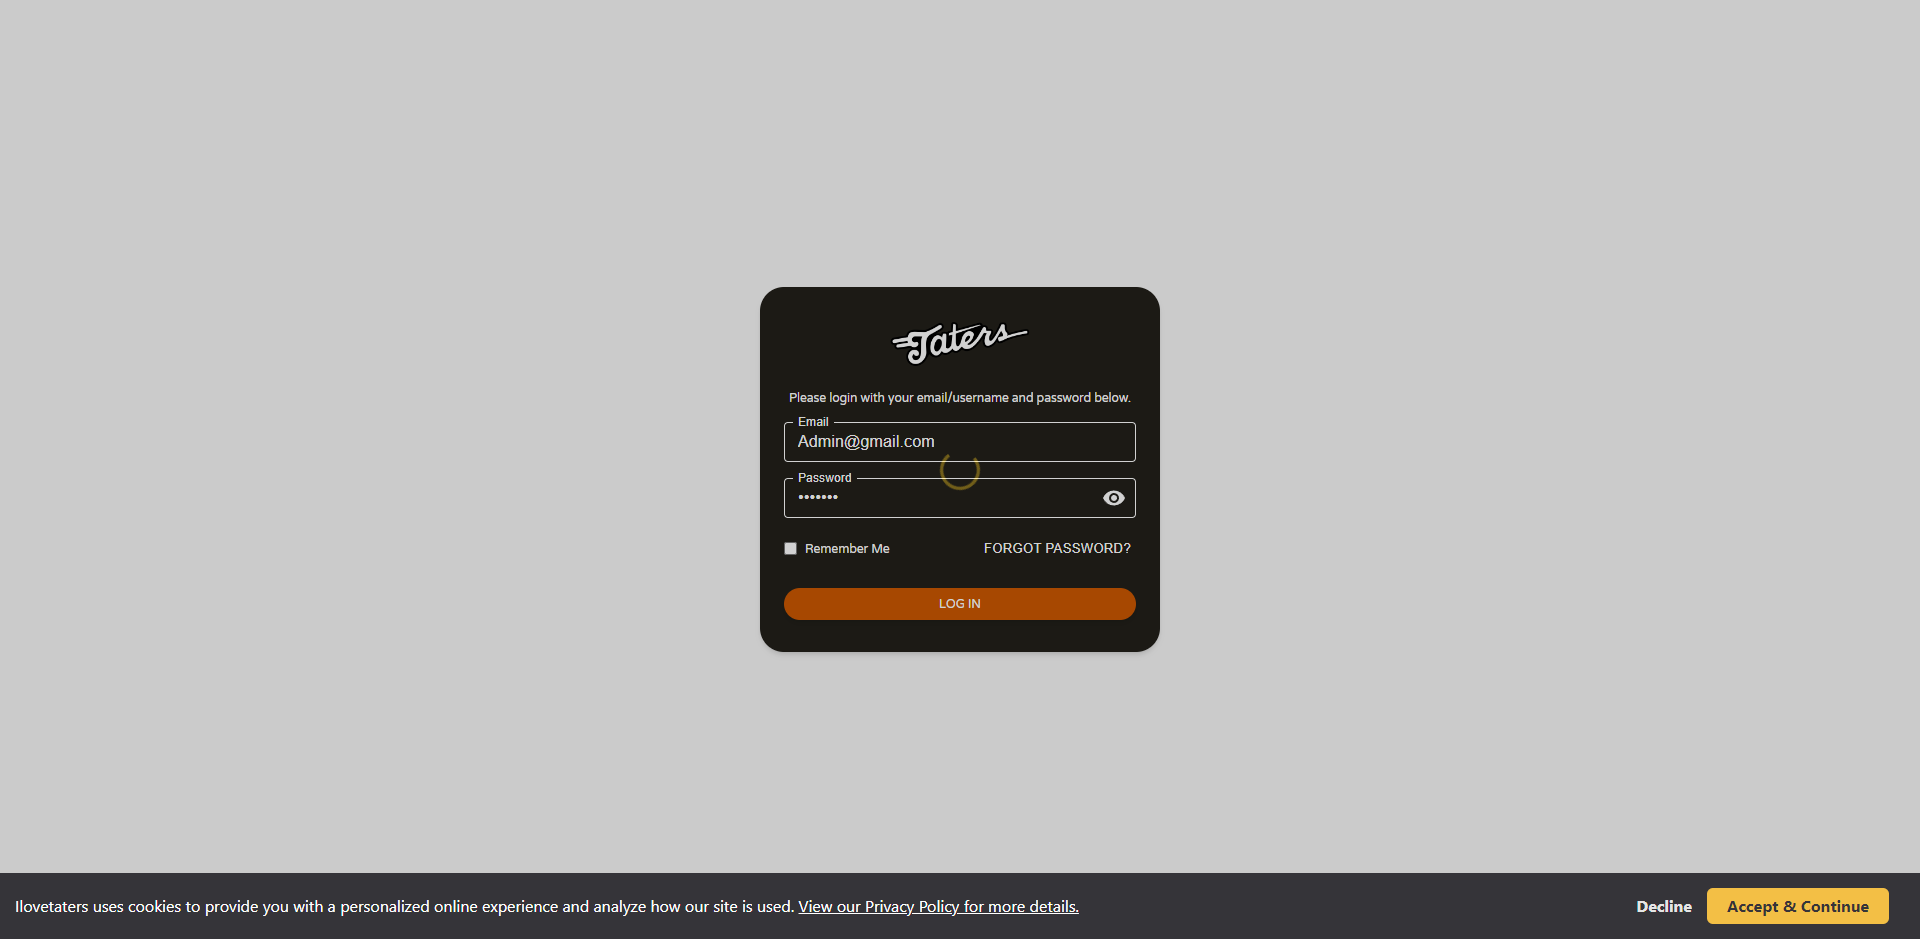 Taters
Please login with your email/username and password below.
Email
Admin@gmail.com
Password
•••••••
Remember Me
FORGOT PASSWORD?
LOG IN
Ilovetaters uses cookies to provide you with a personalized online experience and analyze how our site is used. View our Privacy Policy for more details.
Decline
Accept & Continue